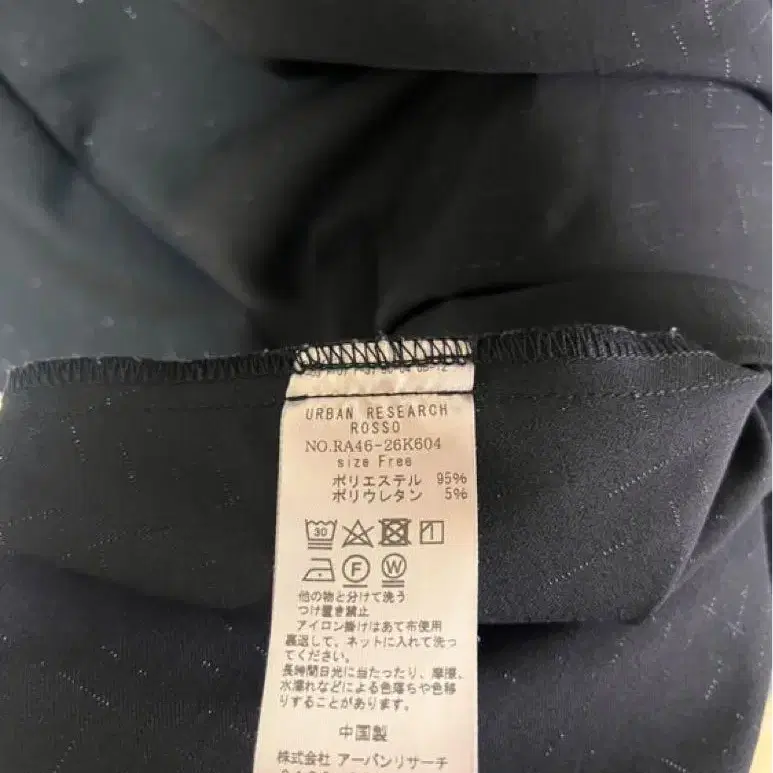 URBAN RESEARCH
ROSSO
NO.RA46-26K604
size Free
ポリエステル 95%
ポリウレタン 5%
30
F W
他の物と分けて洗う
つけ置き禁止
アイロン掛けはあて布使用
裏返して、ネットに入れて洗っ
てください。
長時間日光に当たったり、摩擦、
水濡れなどによる色落ちや色移
りすることがあります。
中国製
株式会社 アーバンリサーチ